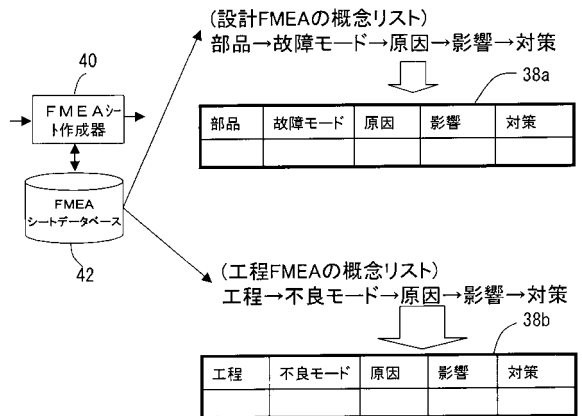 (設計FMEAの概念リスト)
部品→故障モード→原因→影響→対策
38a
部品 故障モード 原因 影響 対策
40
FMEAシー
ト作成器
FMEA
シートデータベース
42
(工程FMEAの概念リスト)
工程→不良モード→原因→影響→対策
38b
工程 不良モード 原因 影響 対策